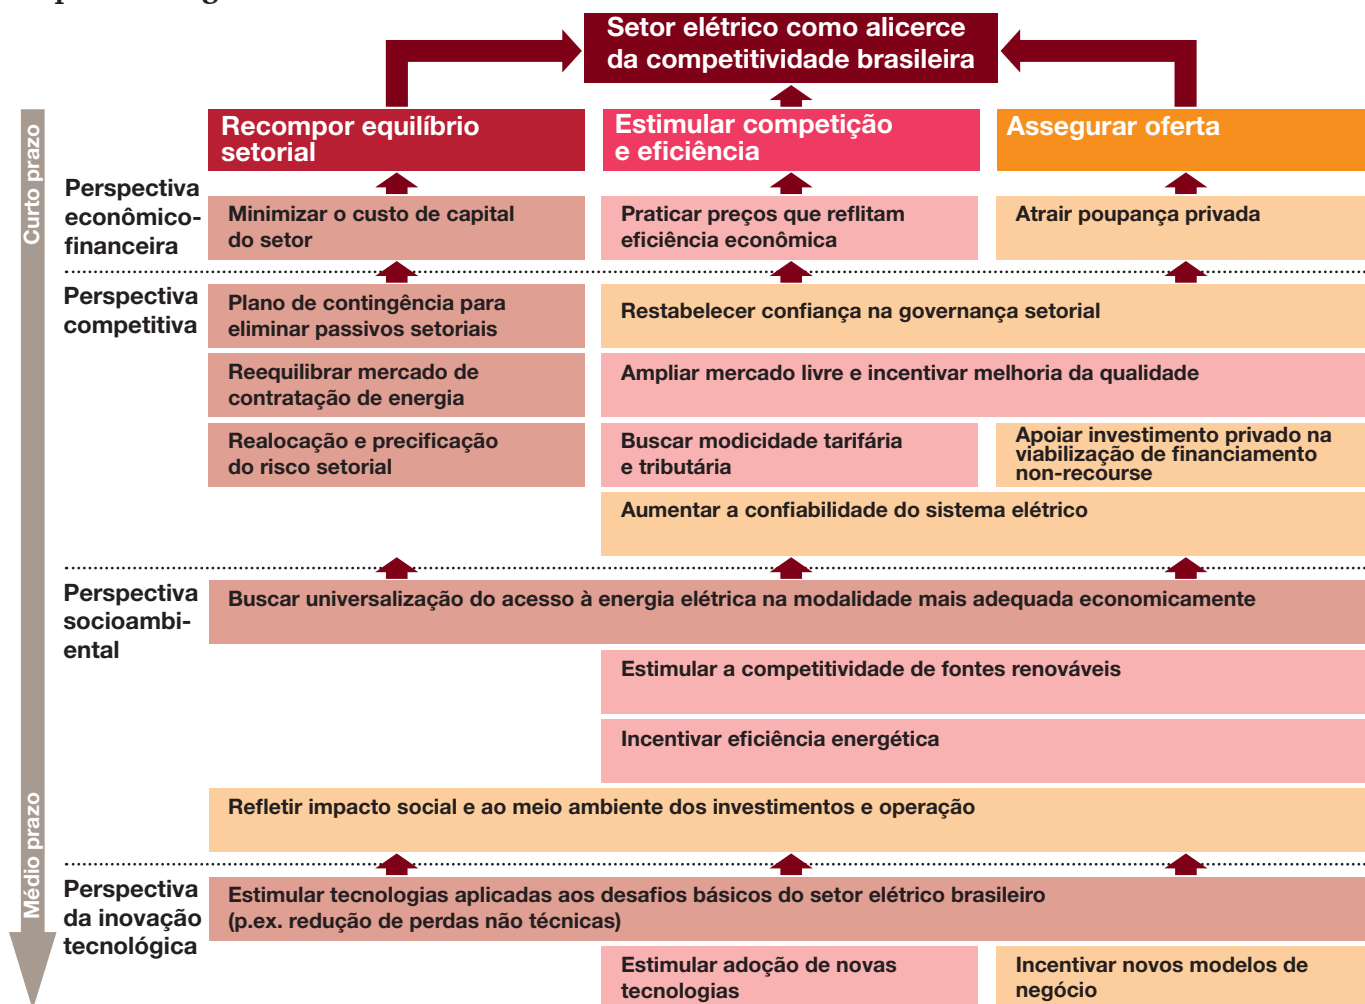 Setor elétrico como alicerce
da competitividade brasileira
Curto prazo
Recompor equilíbrio
setorial
Estimular competição
e eficiência
Assegurar oferta
Perspectiva
econômico-
financeira
Minimizar o custo de capital
do setor
Praticar preços que reflitam
eficiência econômica
Atrair poupança privada
Perspectiva
competitiva
Plano de contingência para
eliminar passivos setoriais
Restabelecer confiança na governança setorial
Reequilibrar mercado de
contratação de energia
Ampliar mercado livre e incentivar melhoria da qualidade
Realocação e precificação
do risco setorial
Buscar modicidade tarifária
e tributária
Apoiar investimento privado na
viabilização de financiamento
non-recourse
Aumentar a confiabilidade do sistema elétrico
Perspectiva
socioambi-
ental
Buscar universalização do acesso à energia elétrica na modalidade mais adequada economicamente
Estimular a competitividade de fontes renováveis
Incentivar eficiência energética
Refletir impacto social e ao meio ambiente dos investimentos e operação
Médio prazo
Perspectiva
da inovação
tecnológica
Estimular tecnologias aplicadas aos desafios básicos do setor elétrico brasileiro
(p.ex. redução de perdas não técnicas)
Estimular adoção de novas
tecnologias
Incentivar novos modelos de
negócio